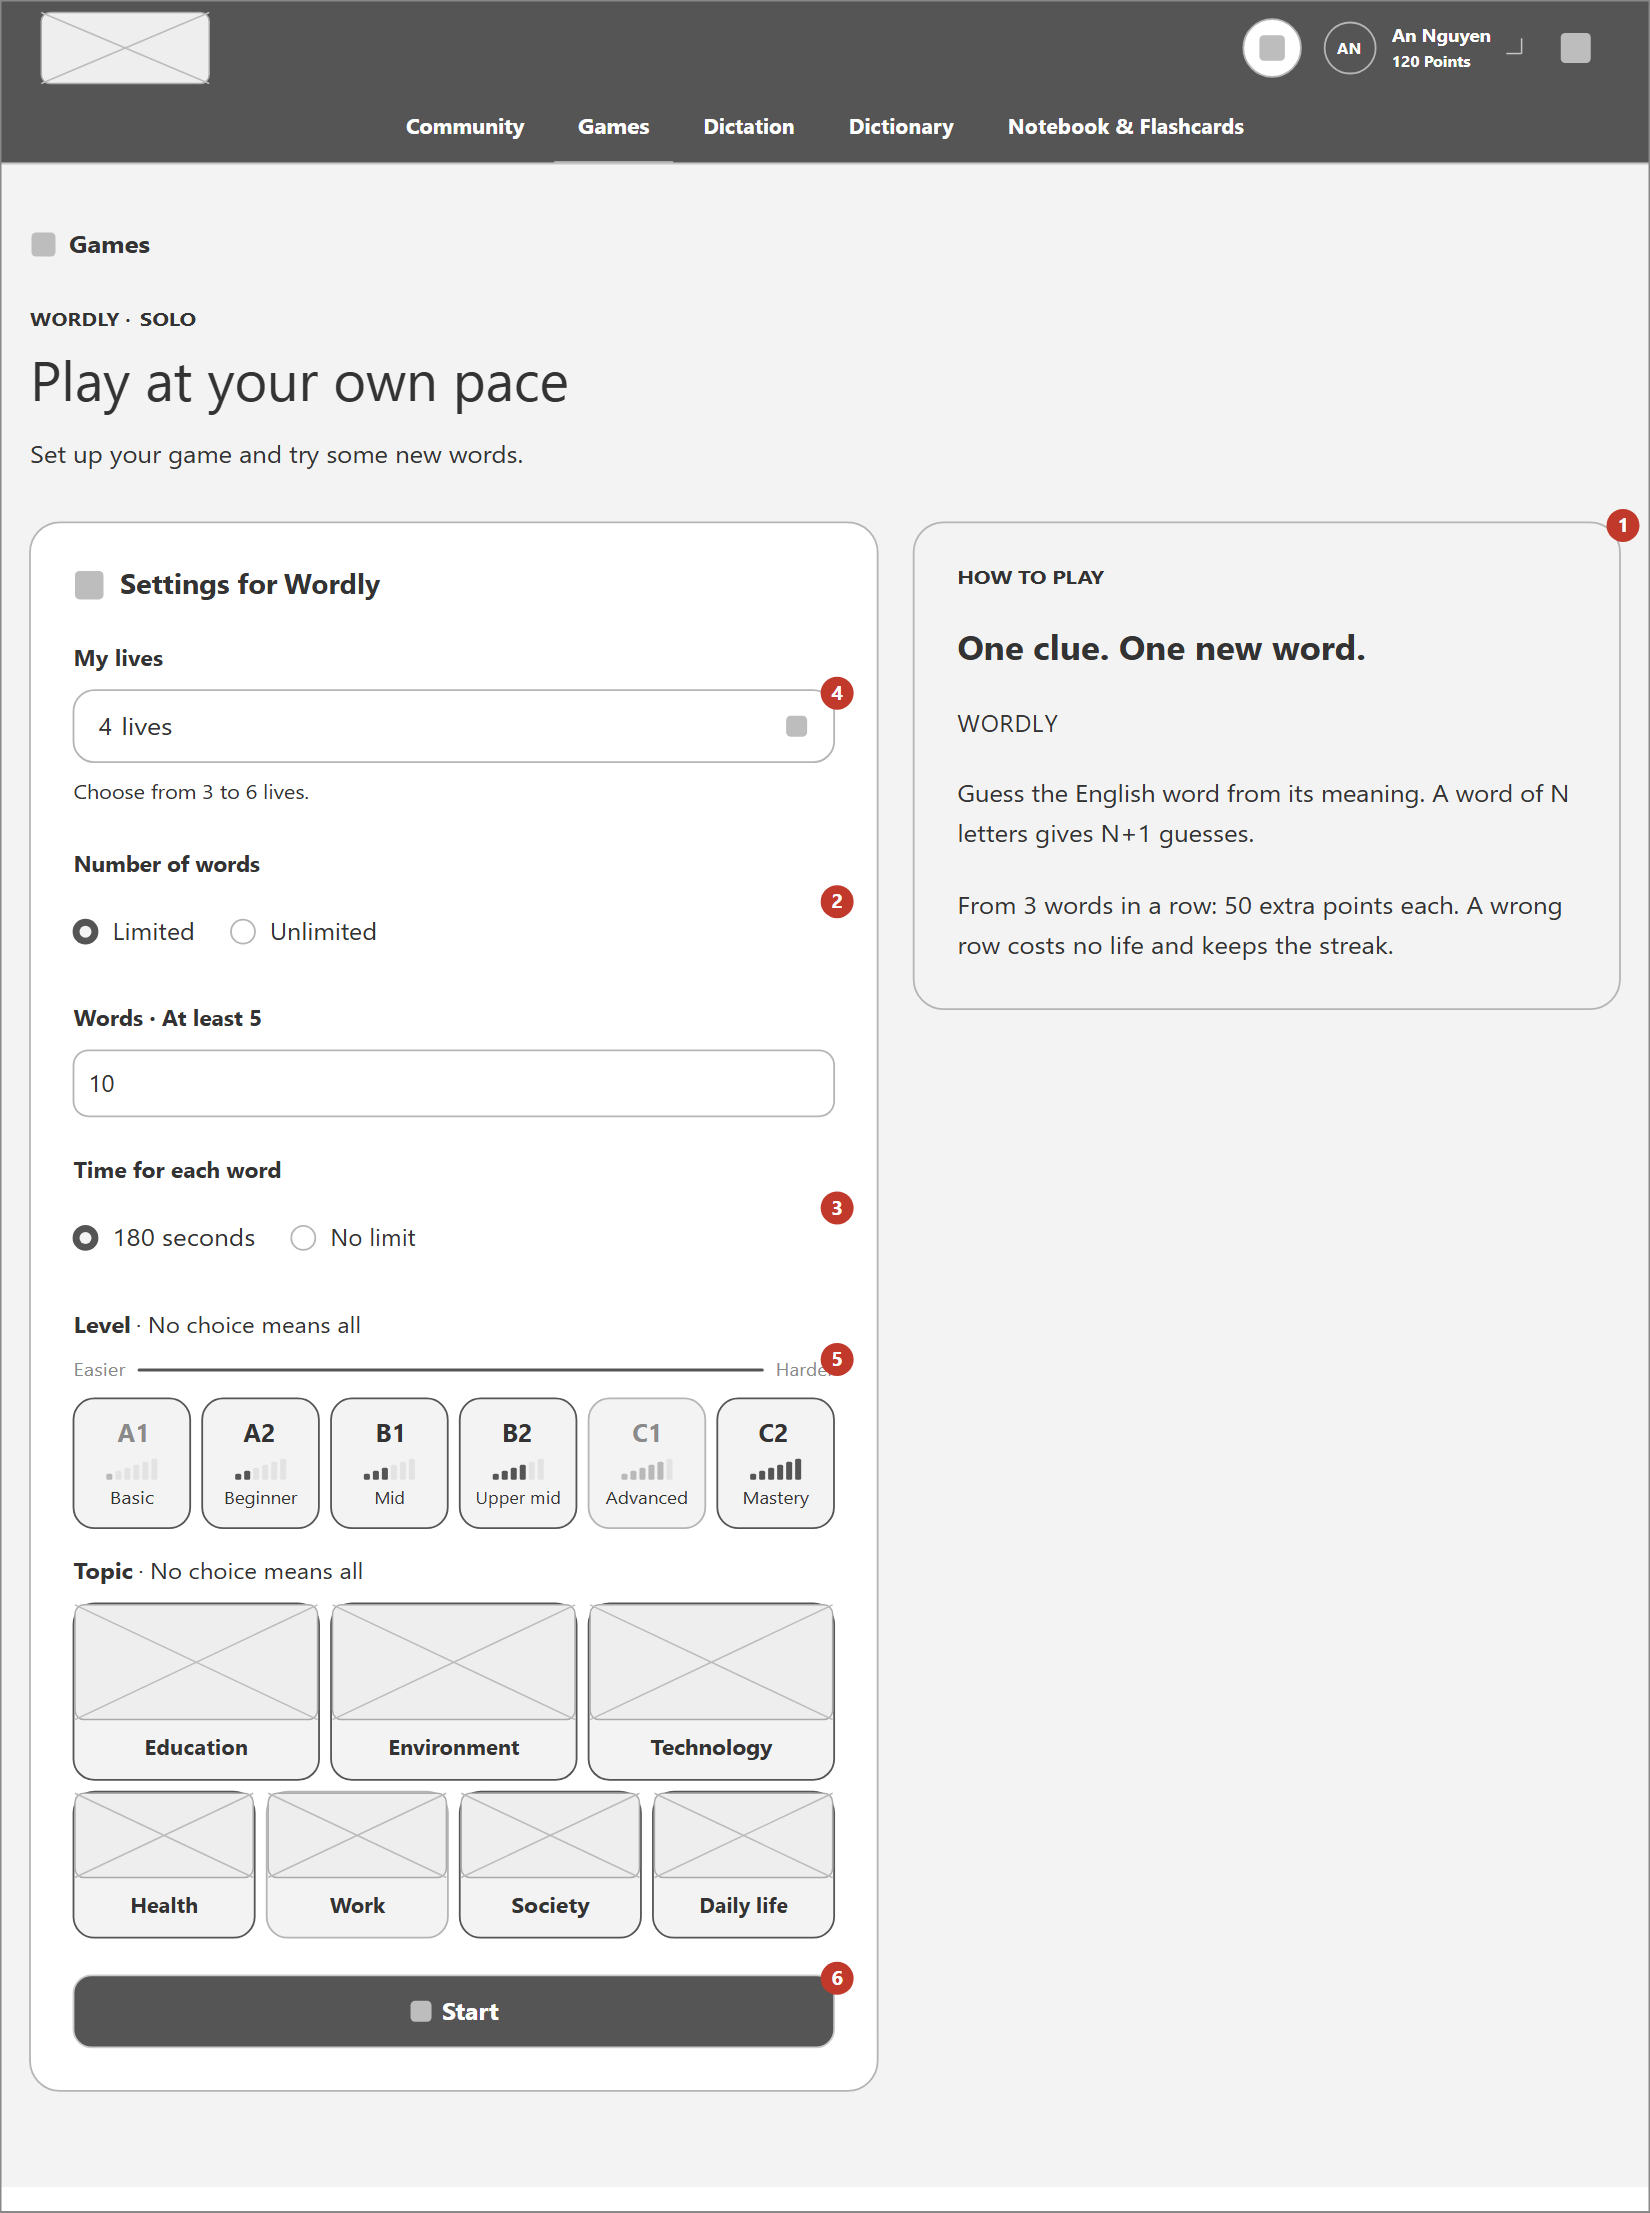 AN
An Nguyen
120 Points
Community
Games
Dictation
Dictionary
Notebook & Flashcards
Games
WORDLY · SOLO
Play at your own pace
Set up your game and try some new words.
Settings for Wordly
My lives
4
4 lives
Choose from 3 to 6 lives.
Number of words
2
Limited
Unlimited
Words · At least 5
10
Time for each word
3
180 seconds
No limit
Level · No choice means all
5
Easier
Harde
A1
Basic
A2
Beginner
B1
Mid
B2
Upper mid
C1
Advanced
C2
Mastery
Topic · No choice means all
Education
Environment
Technology
Health
Work
Society
Daily life
6
Start
1
HOW TO PLAY
One clue. One new word.
WORDLY
Guess the English word from its meaning. A word of N
letters gives N+1 guesses.
From 3 words in a row: 50 extra points each. A wrong
row costs no life and keeps the streak.